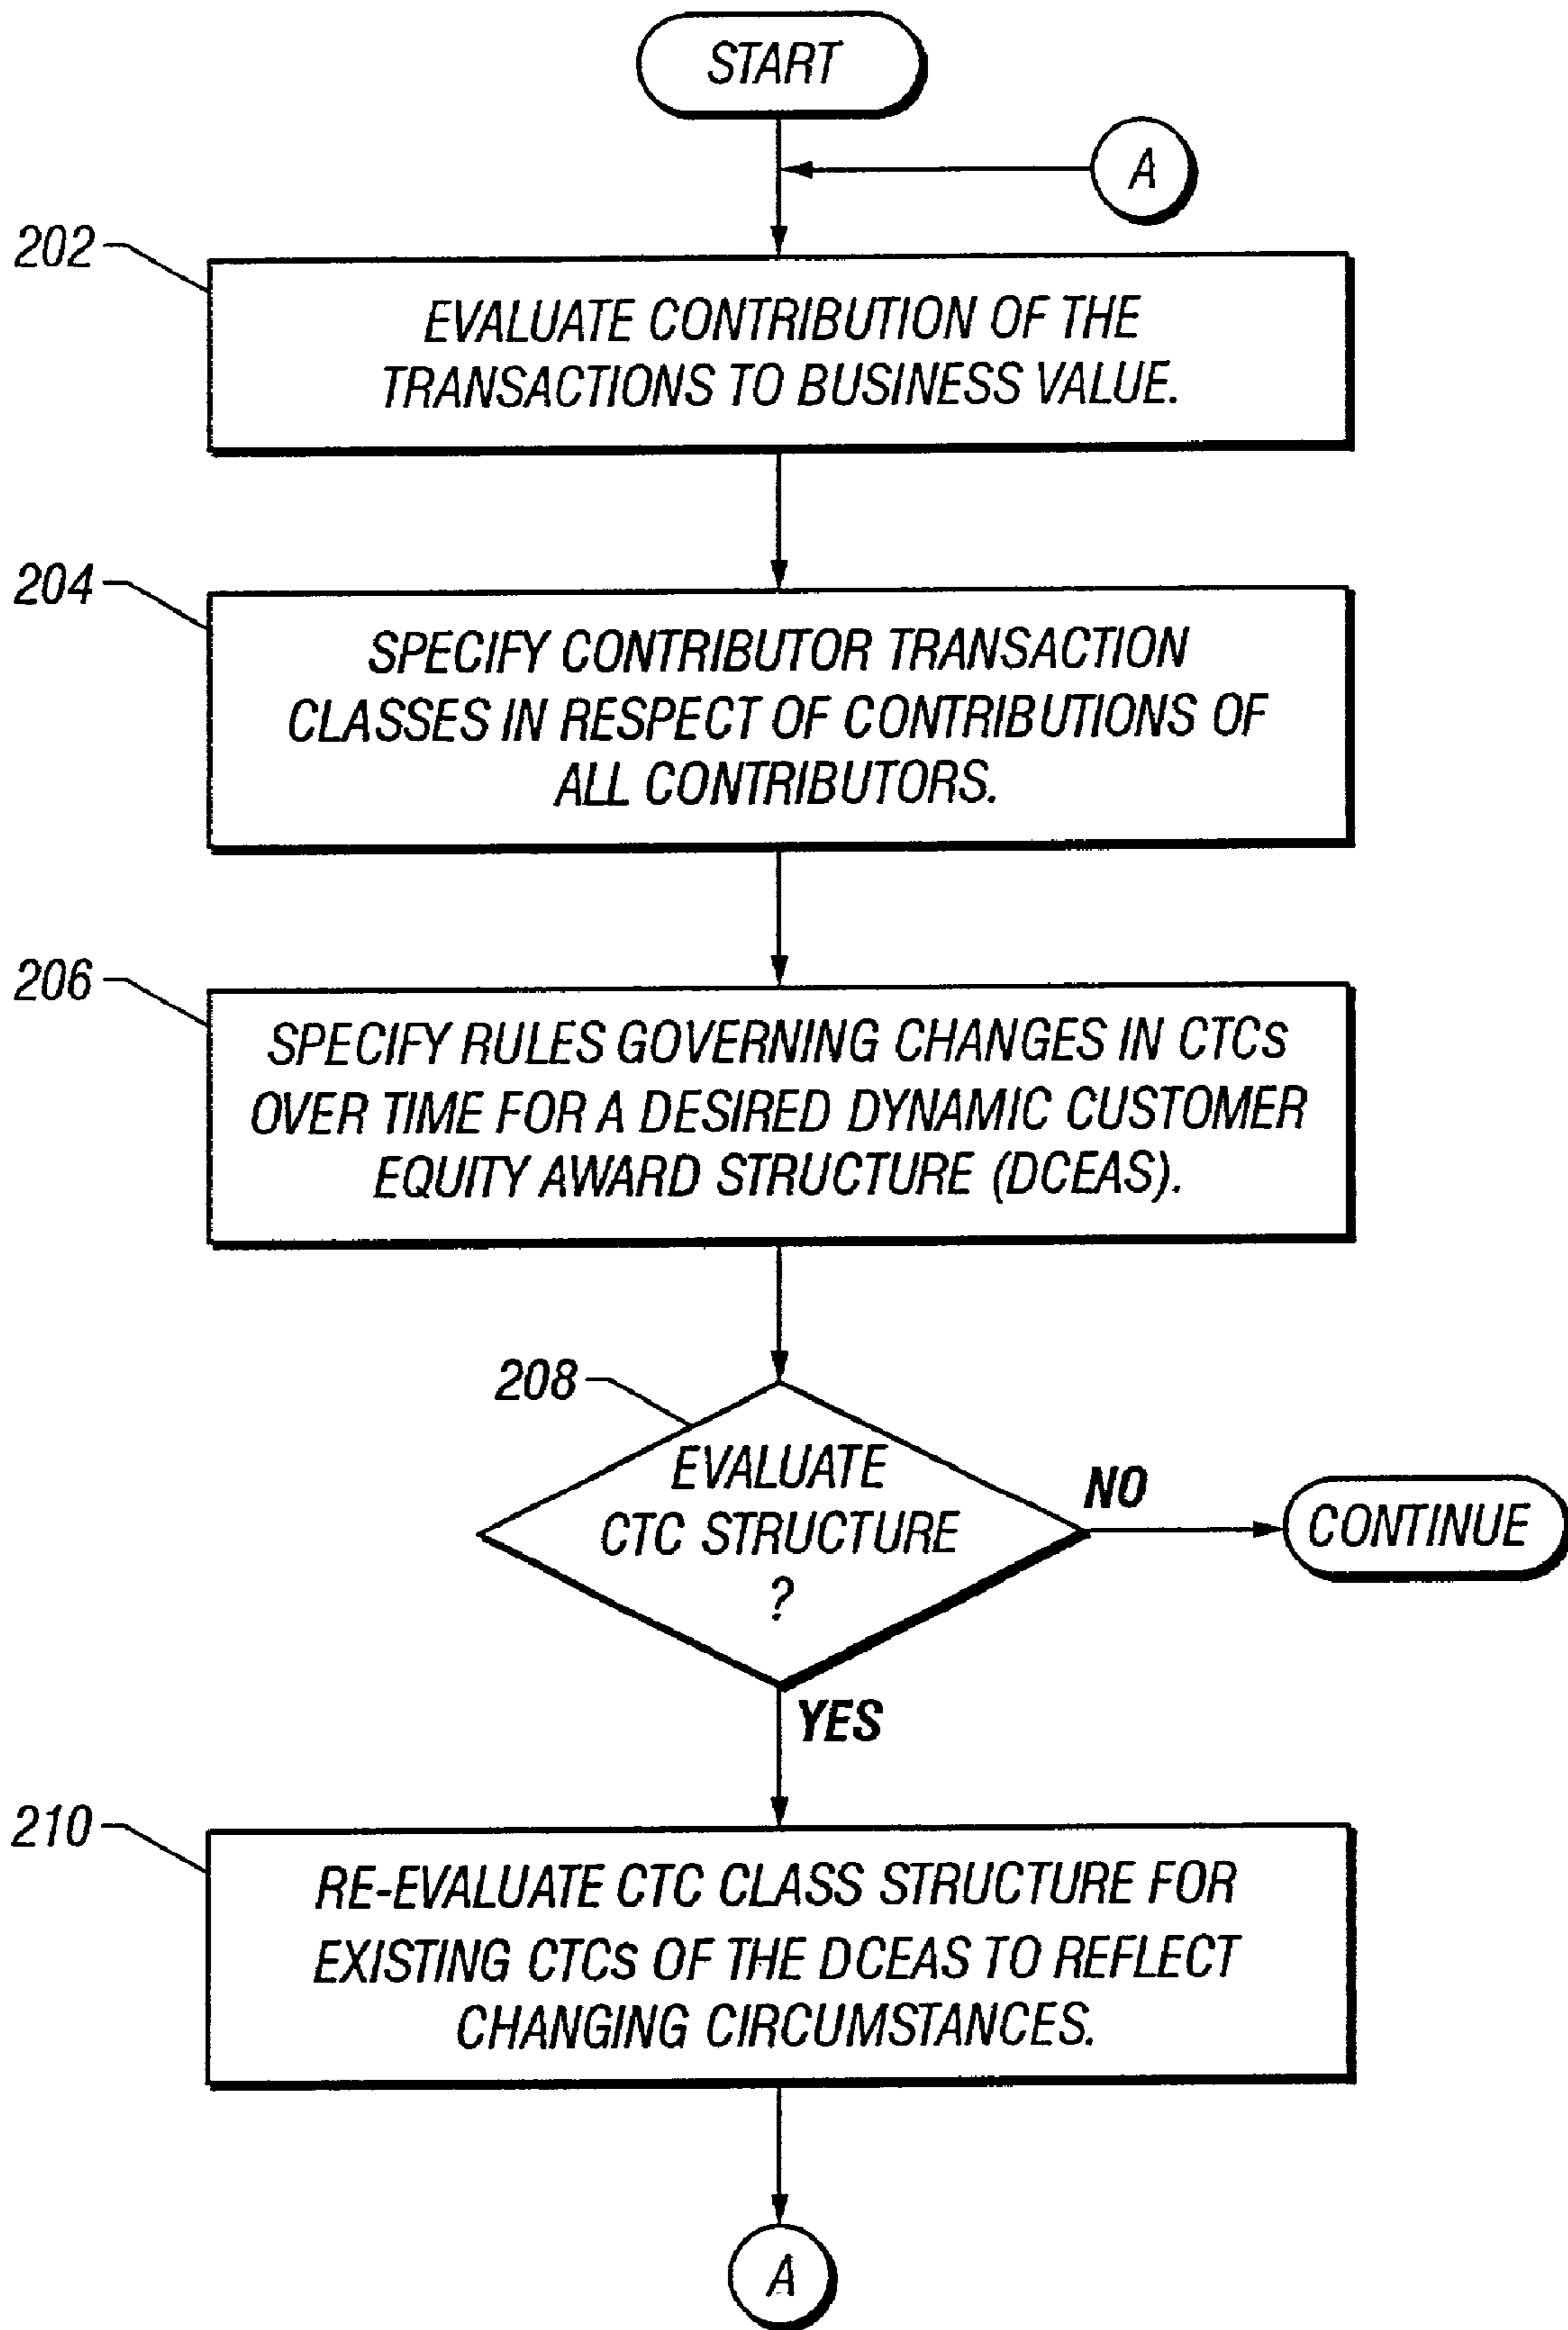 START
A
202
EVALUATE CONTRIBUTION OF THE
TRANSACTIONS TO BUSINESS VALUE.
204
SPECIFY CONTRIBUTOR TRANSACTION
CLASSES IN RESPECT OF CONTRIBUTIONS OF
ALL CONTRIBUTORS.
206
SPECIFY RULES GOVERNING CHANGES IN CTCs
OVER TIME FOR A DESIRED DYNAMIC CUSTOMER
EQUITY AWARD STRUCTURE (DCEAS).
208
EVALUATE
CTC STRUCTURE
?
NO
CONTINUE
YES
210
RE-EVALUATE CTC CLASS STRUCTURE FOR
EXISTING CTCs OF THE DCEAS TO REFLECT
CHANGING CIRCUMSTANCES.
A